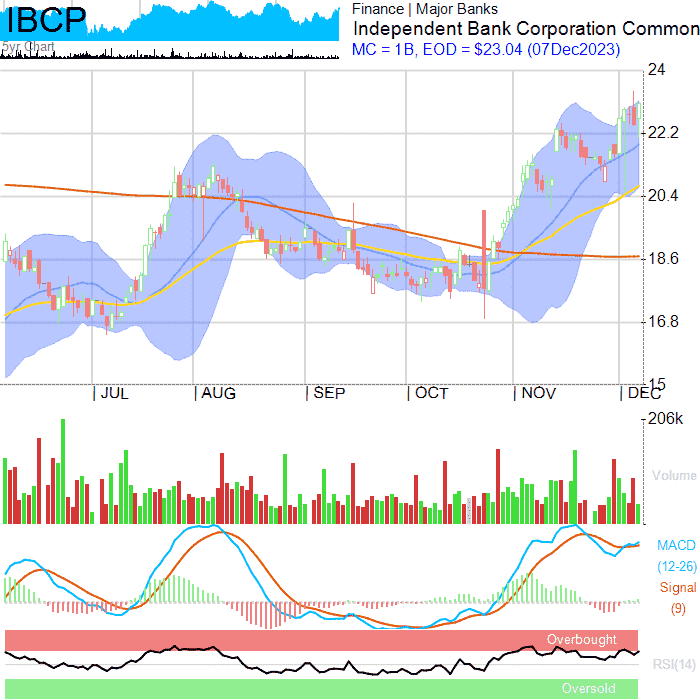 IBCP
5yr Chart
Finance | Major Banks
Independent Bank Corporation Common
MC = 1B, EOD = $23.04 (07Dec2023)
24
22.2
20.4
18.6
16.8
15
JUL AUG SEP OCT NOV DEC
206k
Volume
MACD
(12-26)
Signal
(9)
Overbought
RSI(14)
Oversold